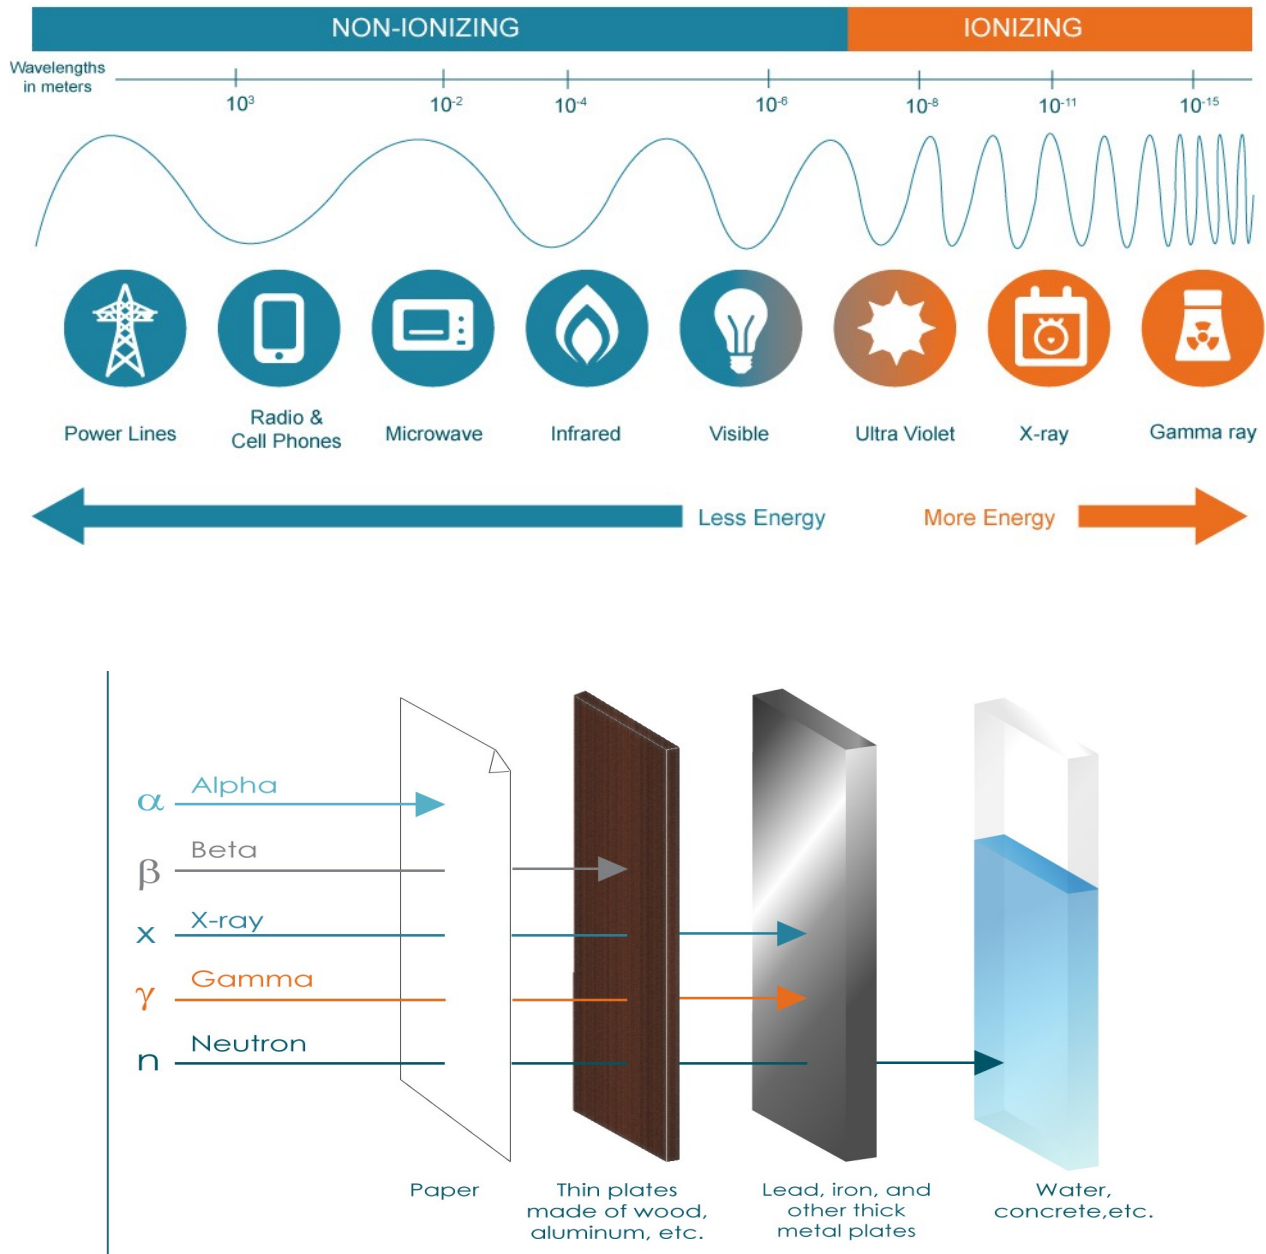 NON-IONIZING
IONIZING
Wavelengths
in meters
10³
10⁻²
10⁻⁴
10⁻⁶
10⁻⁸
10⁻¹¹
10⁻¹⁵
Power Lines
Radio &
Cell Phones
Microwave
Infrared
Visible
Ultra Violet
X-ray
Gamma ray
Less Energy
More Energy
α Alpha
β Beta
x X-ray
γ Gamma
n Neutron
Paper
Thin plates
made of wood,
aluminum, etc.
Lead, iron, and
other thick
metal plates
Water,
concrete,etc.